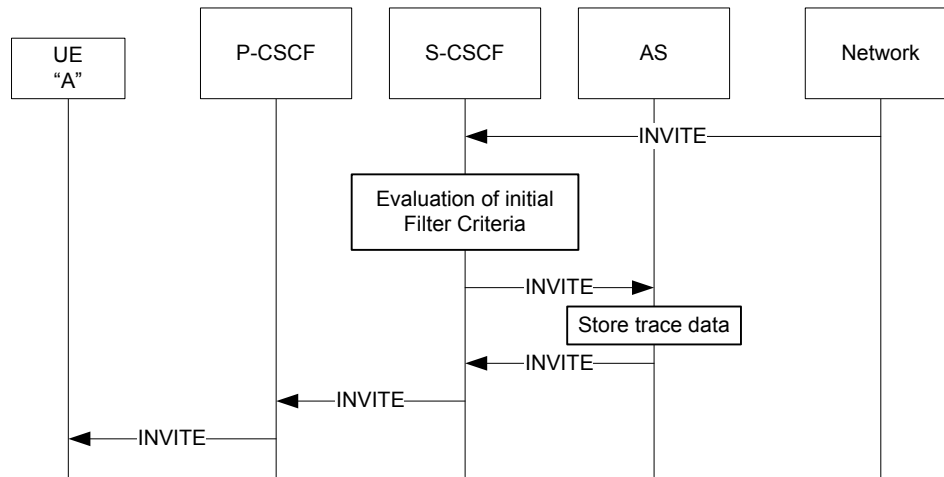 UE
“A”
P-CSCF
S-CSCF
AS
Network
INVITE
Evaluation of initial
Filter Criteria
INVITE
Store trace data
INVITE
INVITE
INVITE